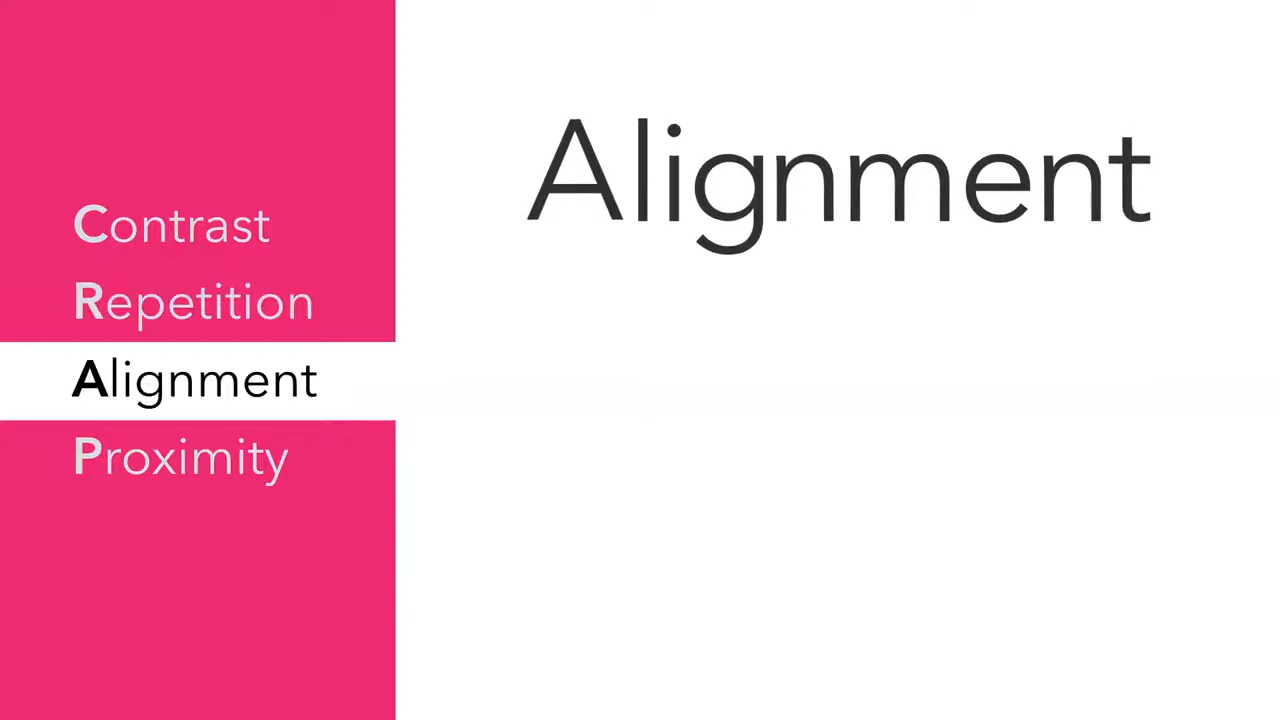 Alignment
Contrast
Repetition
Alignment
Proximity